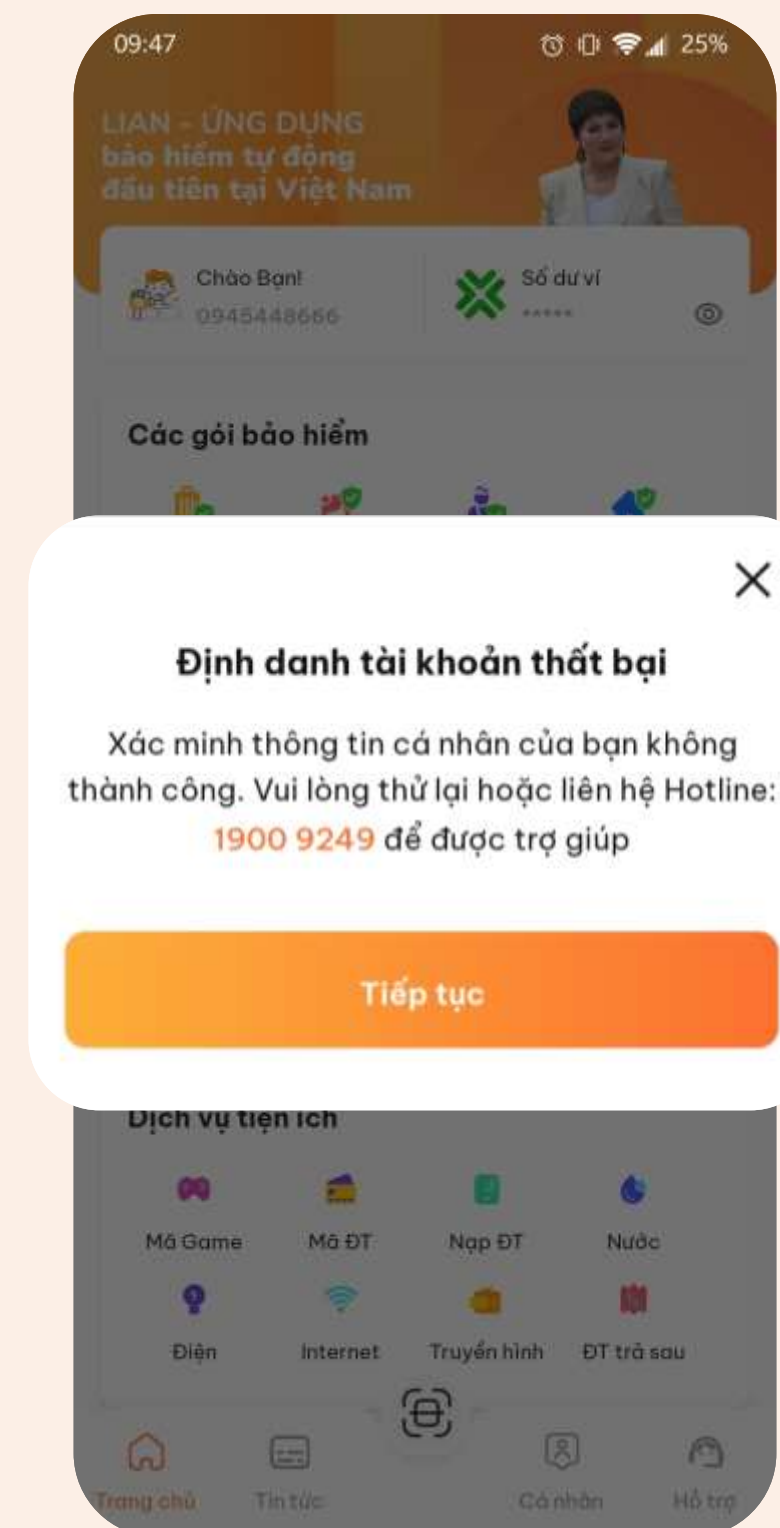 09:47
25%
LIAN - ỨNG DỤNG
bảo hiểm tự động
đầu tiên tại Việt Nam
Chào Bạn!
Số dư ví
0945448666
*****
Các gói bảo hiểm
Định danh tài khoản thất bại
Xác minh thông tin cá nhân của bạn không
thành công. Vui lòng thử lại hoặc liên hệ Hotline:
1900 9249 để được trợ giúp
Tiếp tục
Dịch vụ tiện ích
Mã Game
Mã ĐT
Nạp ĐT
Nước
Điện
Internet
Truyền hình
ĐT trả sau
Trang chủ
Tin tức
Cá nhân
Hỗ trợ